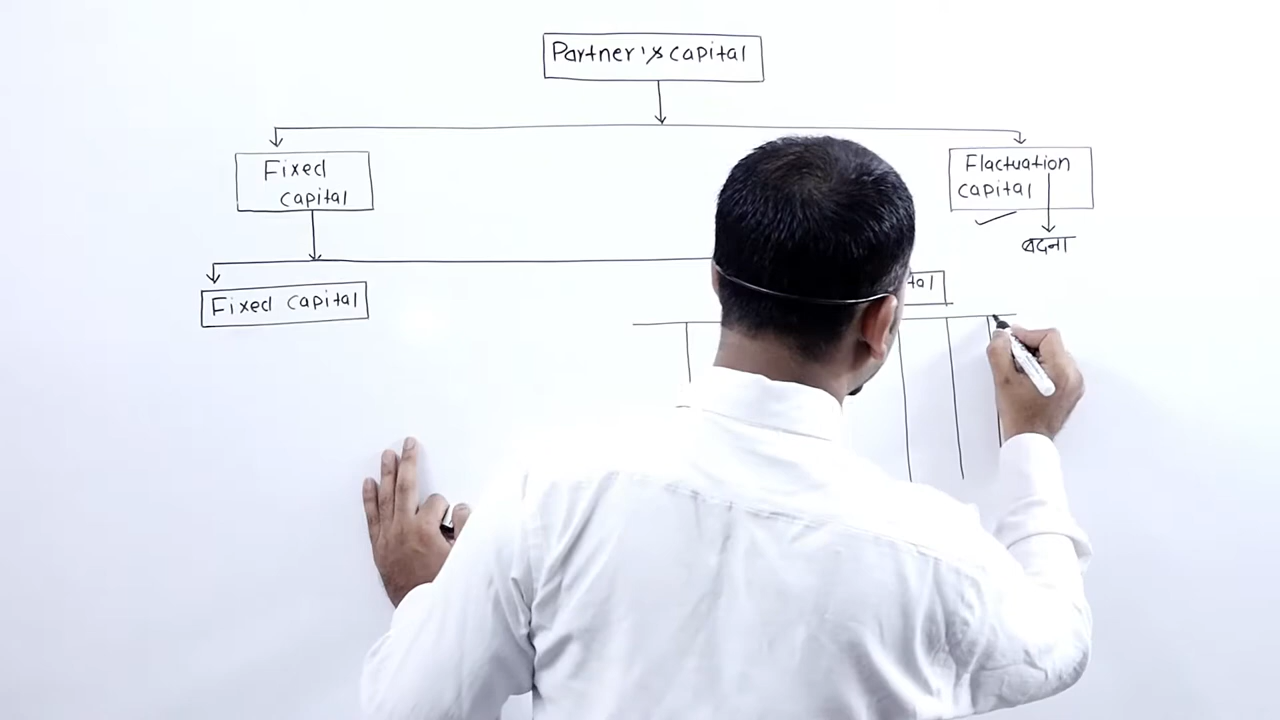 Partner's capital
Fixed
capital
Flactuation
capital
बदना
Fixed capital
tal